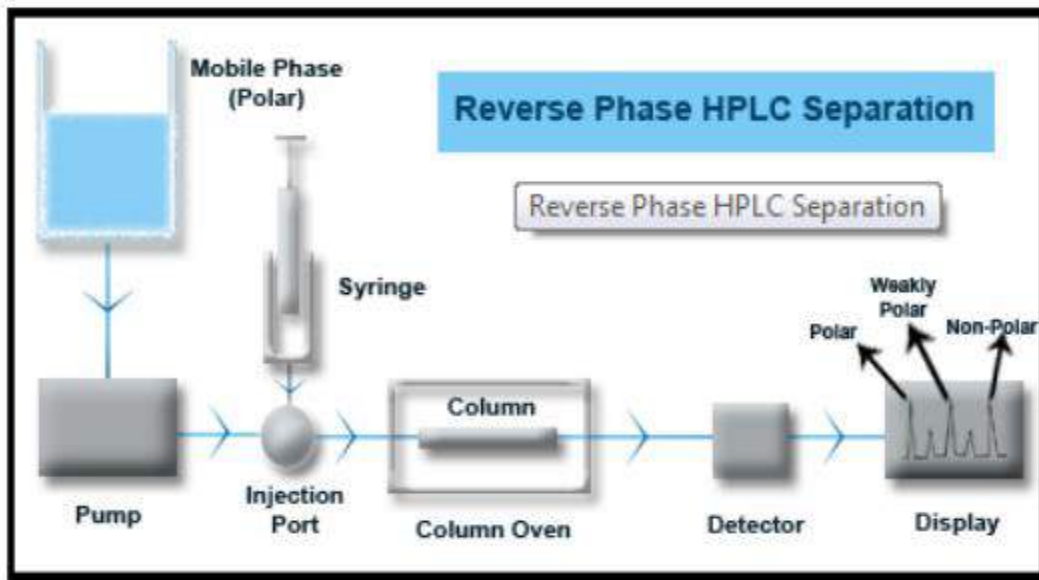 Mobile Phase
(Polar)
Reverse Phase HPLC Separation
Reverse Phase HPLC Separation
Syringe
Weakly
Polar
Polar
Non-Polar
Column
Pump
Injection
Port
Column Oven
Detector
Display